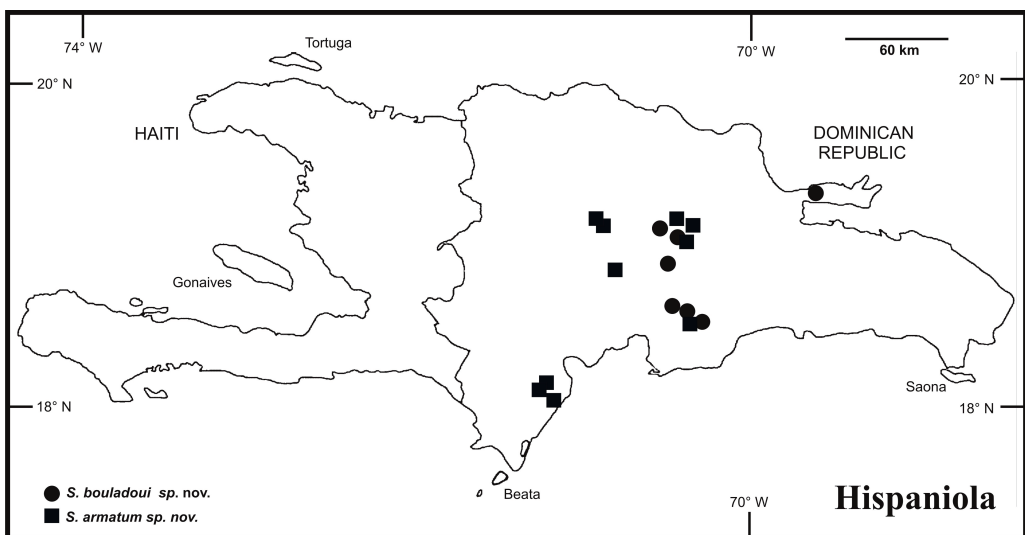 74° W
Tortuga
70° W
60 km
20° N
20° N
HAITI
DOMINICAN
REPUBLIC
Gonaives
Saona
18° N
18° N
S. bouladoui sp. nov.
S. armatum sp. nov.
Beata
70° W
Hispaniola